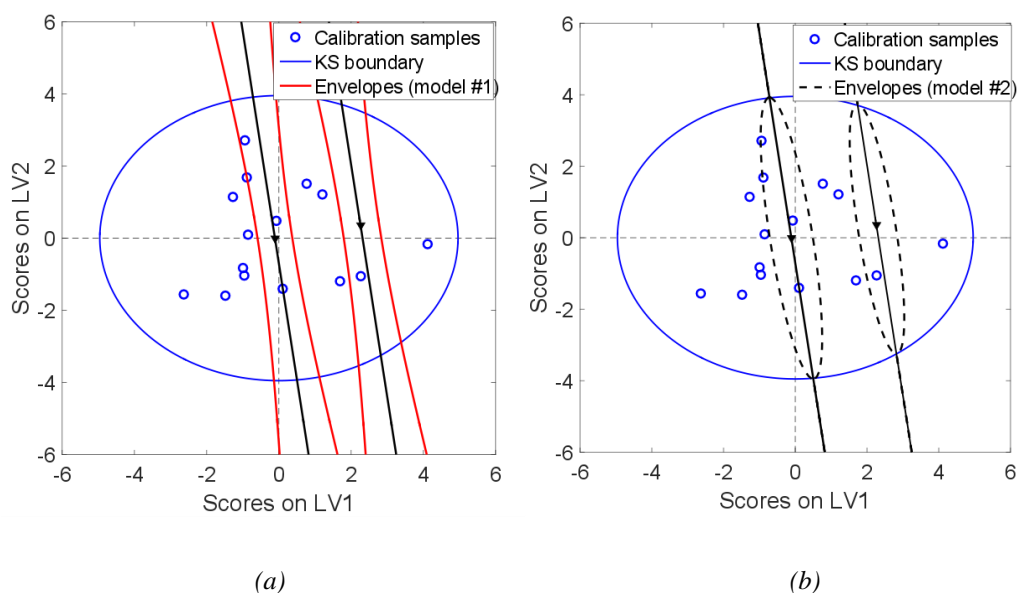 6
4
2
0
-2
-4
-6
-6
-4
-2
0
2
4
6
Scores on LV2
Scores on LV1
Calibration samples
KS boundary
Envelopes (model #1)
(a)
6
4
2
0
-2
-4
-6
-6
-4
-2
0
2
4
6
Scores on LV2
Scores on LV1
Calibration samples
KS boundary
Envelopes (model #2)
(b)